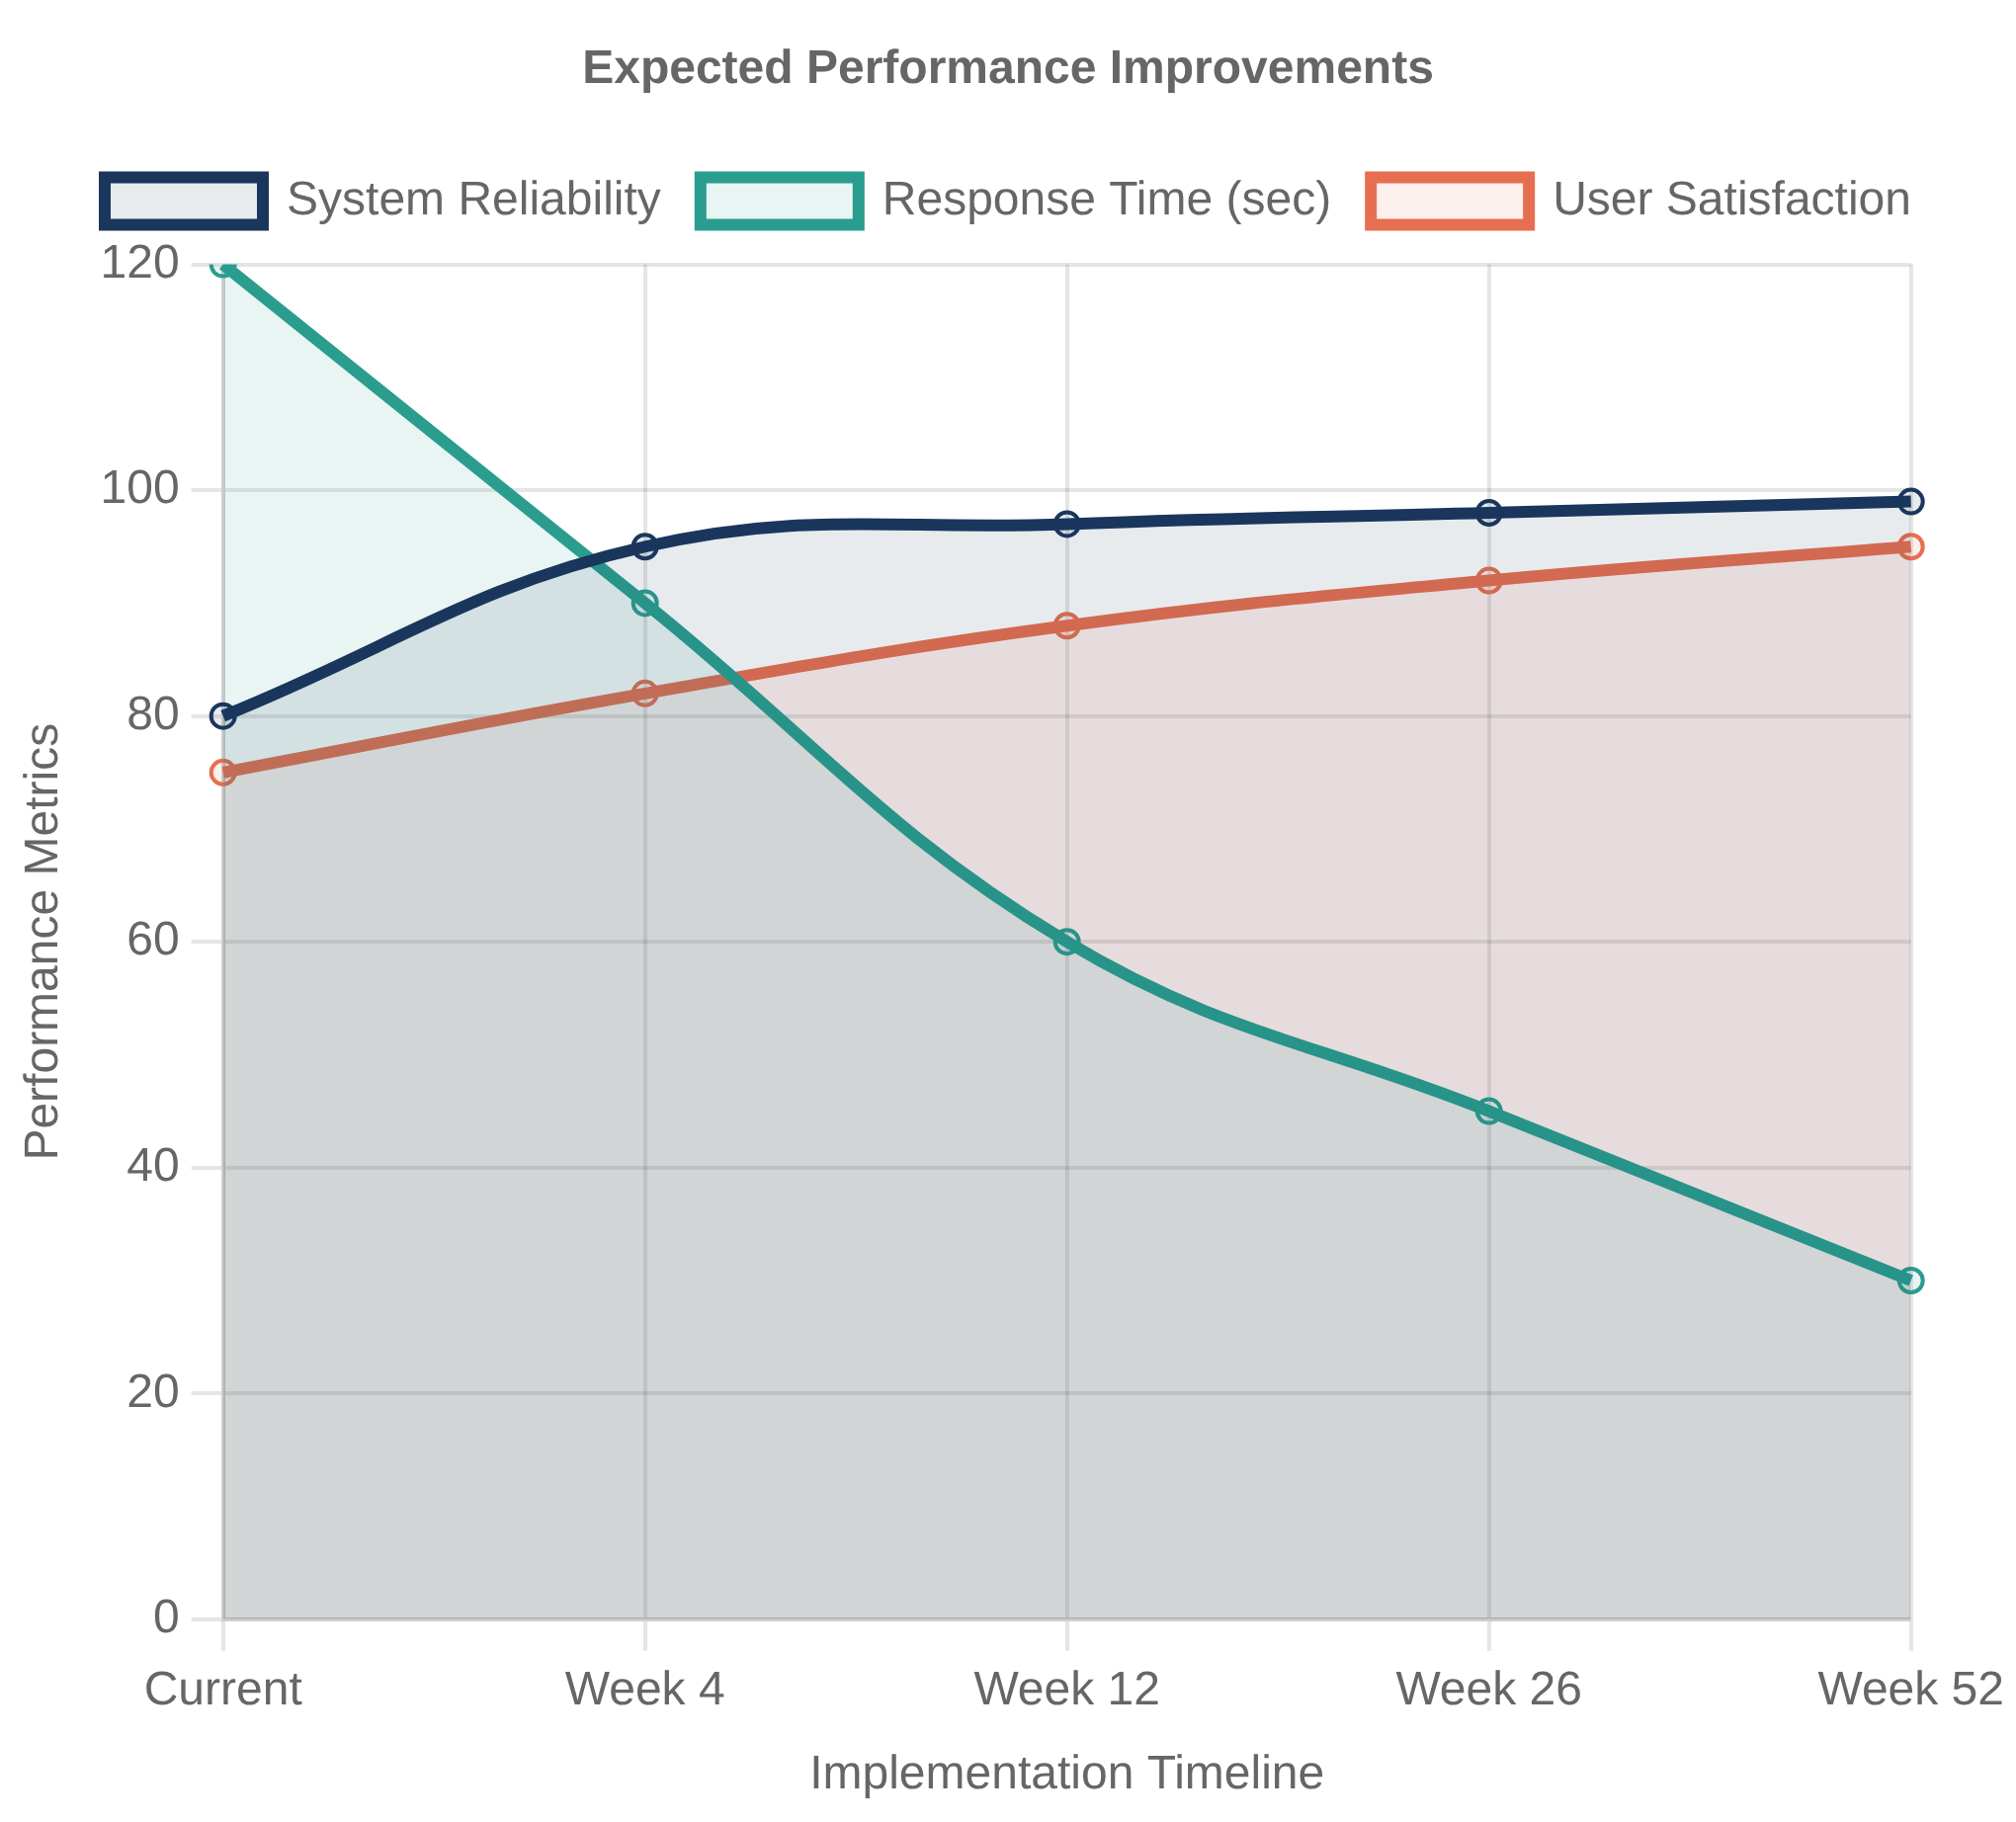 Expected Performance Improvements
System Reliability
Response Time (sec)
User Satisfaction
120
100
80
60
40
20
0
Performance Metrics
Current
Week 4
Week 12
Week 26
Week 52
Implementation Timeline